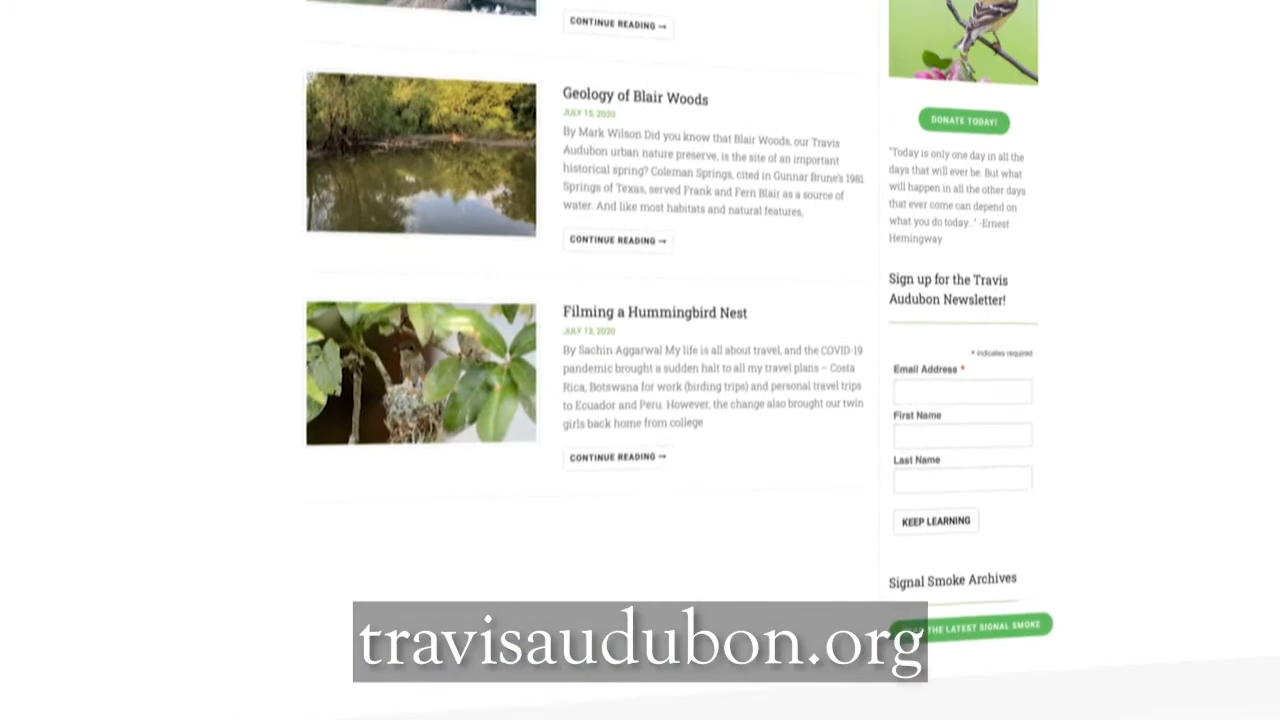 CONTINUE READING →
Geology of Blair Woods
JULY 15, 2020
By Mark Wilson Did you know that Blair Woods, our Travis
Audubon urban nature preserve, is the site of an important
historical spring? Coleman Springs, cited in Gunnar Brune's 1981
Springs of Texas, served Frank and Fern Blair as a source of
water. And like most habitats and natural features,
CONTINUE READING →
Filming a Hummingbird Nest
JULY 13, 2020
By Sachin Aggarwal My life is all about travel, and the COVID-19
pandemic brought a sudden halt to all my travel plans – Costa
Rica, Botswana for work (birding trips) and personal travel trips
to Ecuador and Peru. However, the change also brought our twin
girls back home from college
CONTINUE READING →
DONATE TODAY!
"Today is only one day in all the
days that will ever be. But what
will happen in all the other days
that ever come can depend on
what you do today." -Ernest
Hemingway
Sign up for the Travis
Audubon Newsletter!
* indicates required
Email Address *
First Name
Last Name
KEEP LEARNING
Signal Smoke Archives
THE LATEST SIGNAL SMOKE
travisaudubon.org